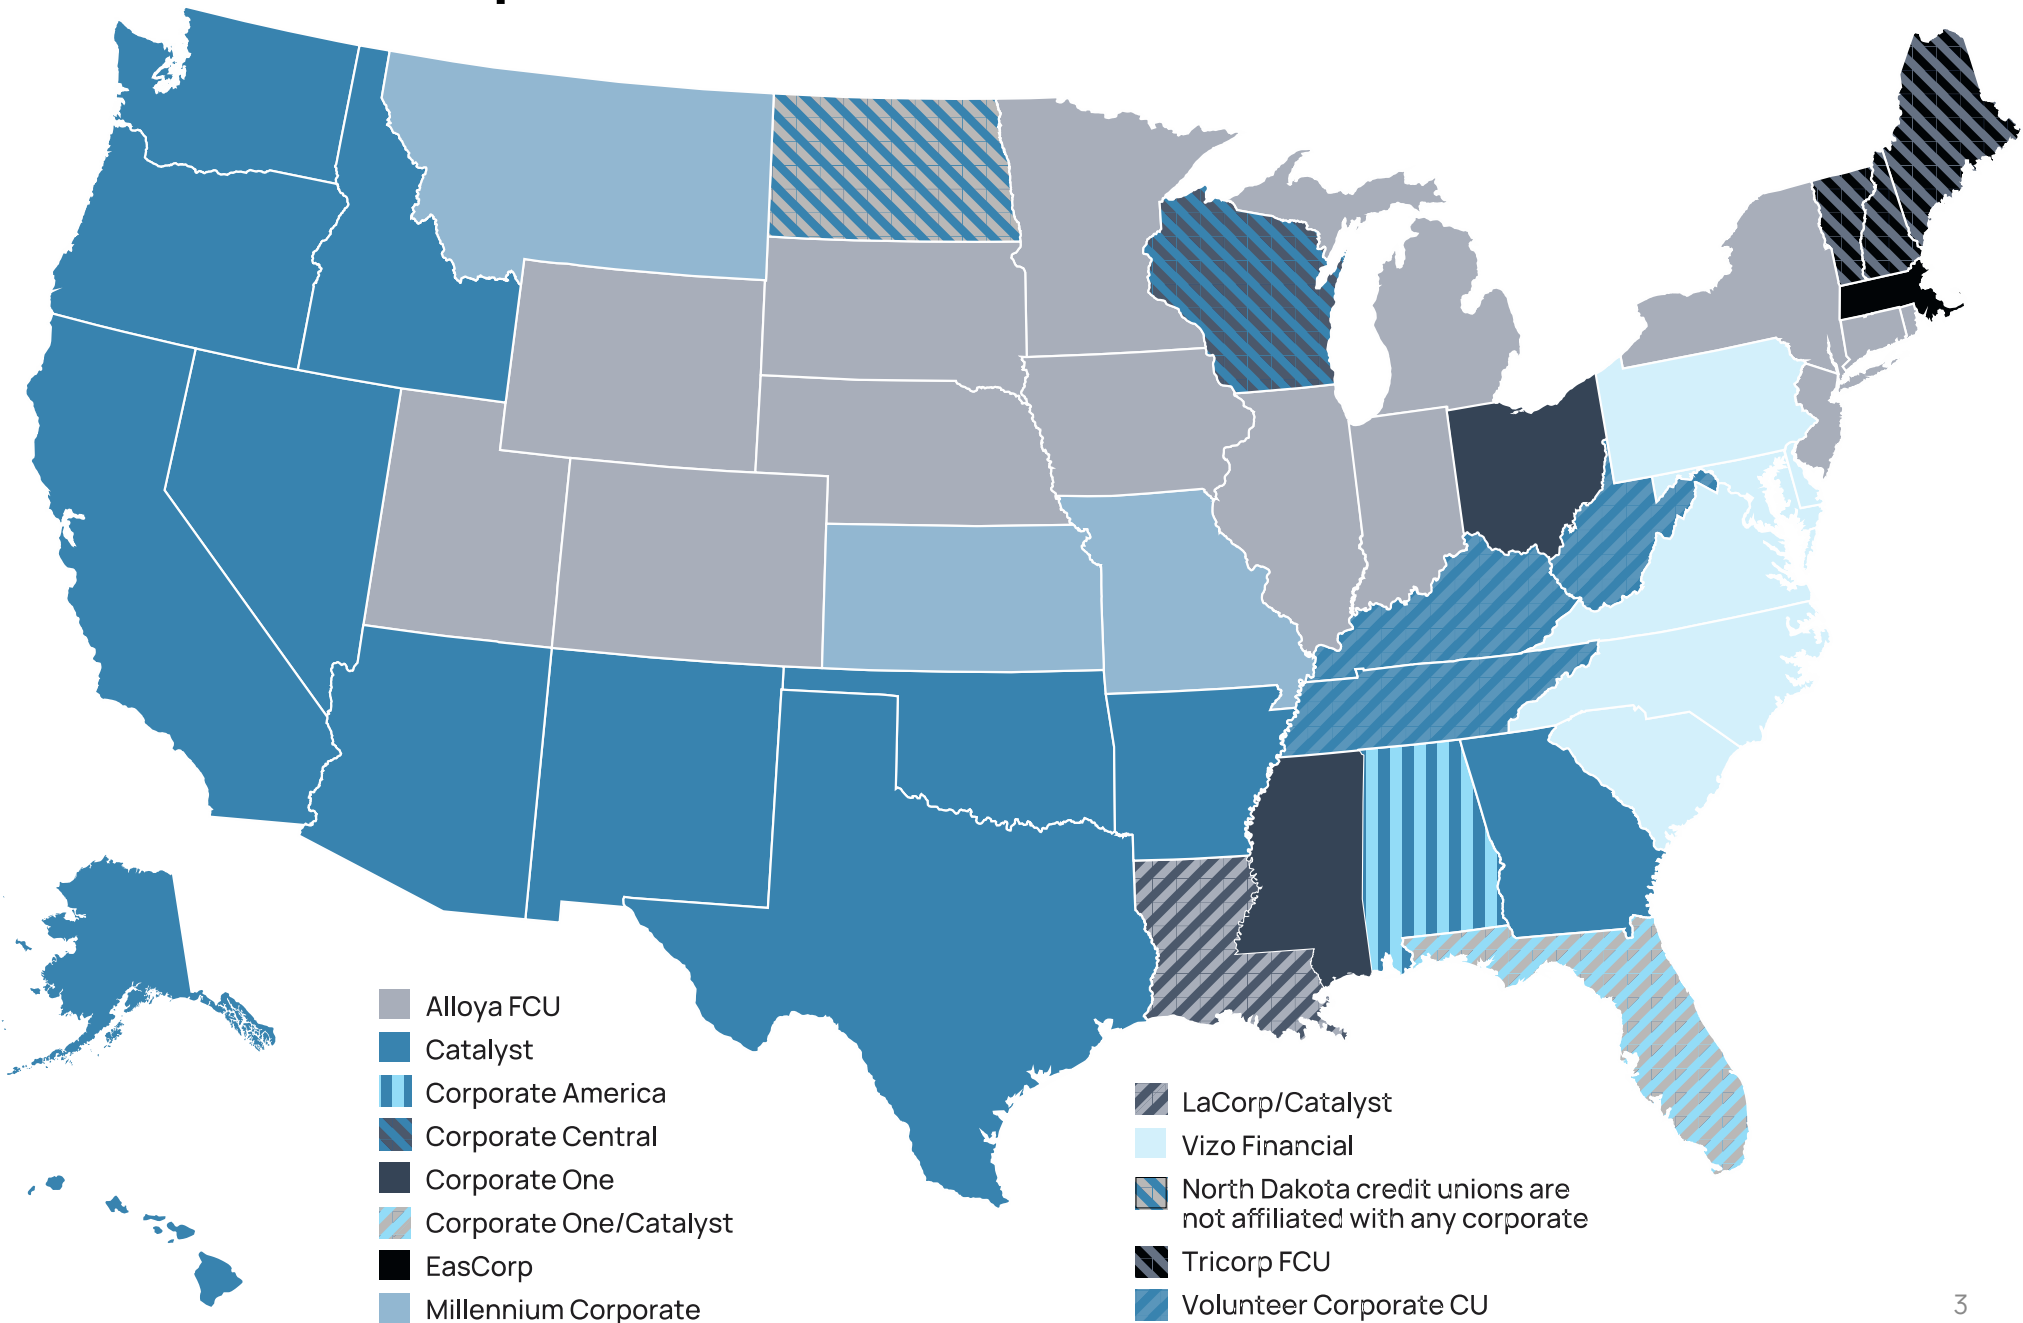 Alloya FCU
Catalyst
Corporate America
Corporate Central
Corporate One
Corporate One/Catalyst
EasCorp
Millennium Corporate
LaCorp/Catalyst
Vizo Financial
North Dakota credit unions are
not affiliated with any corporate
Tricorp FCU
Volunteer Corporate CU
3